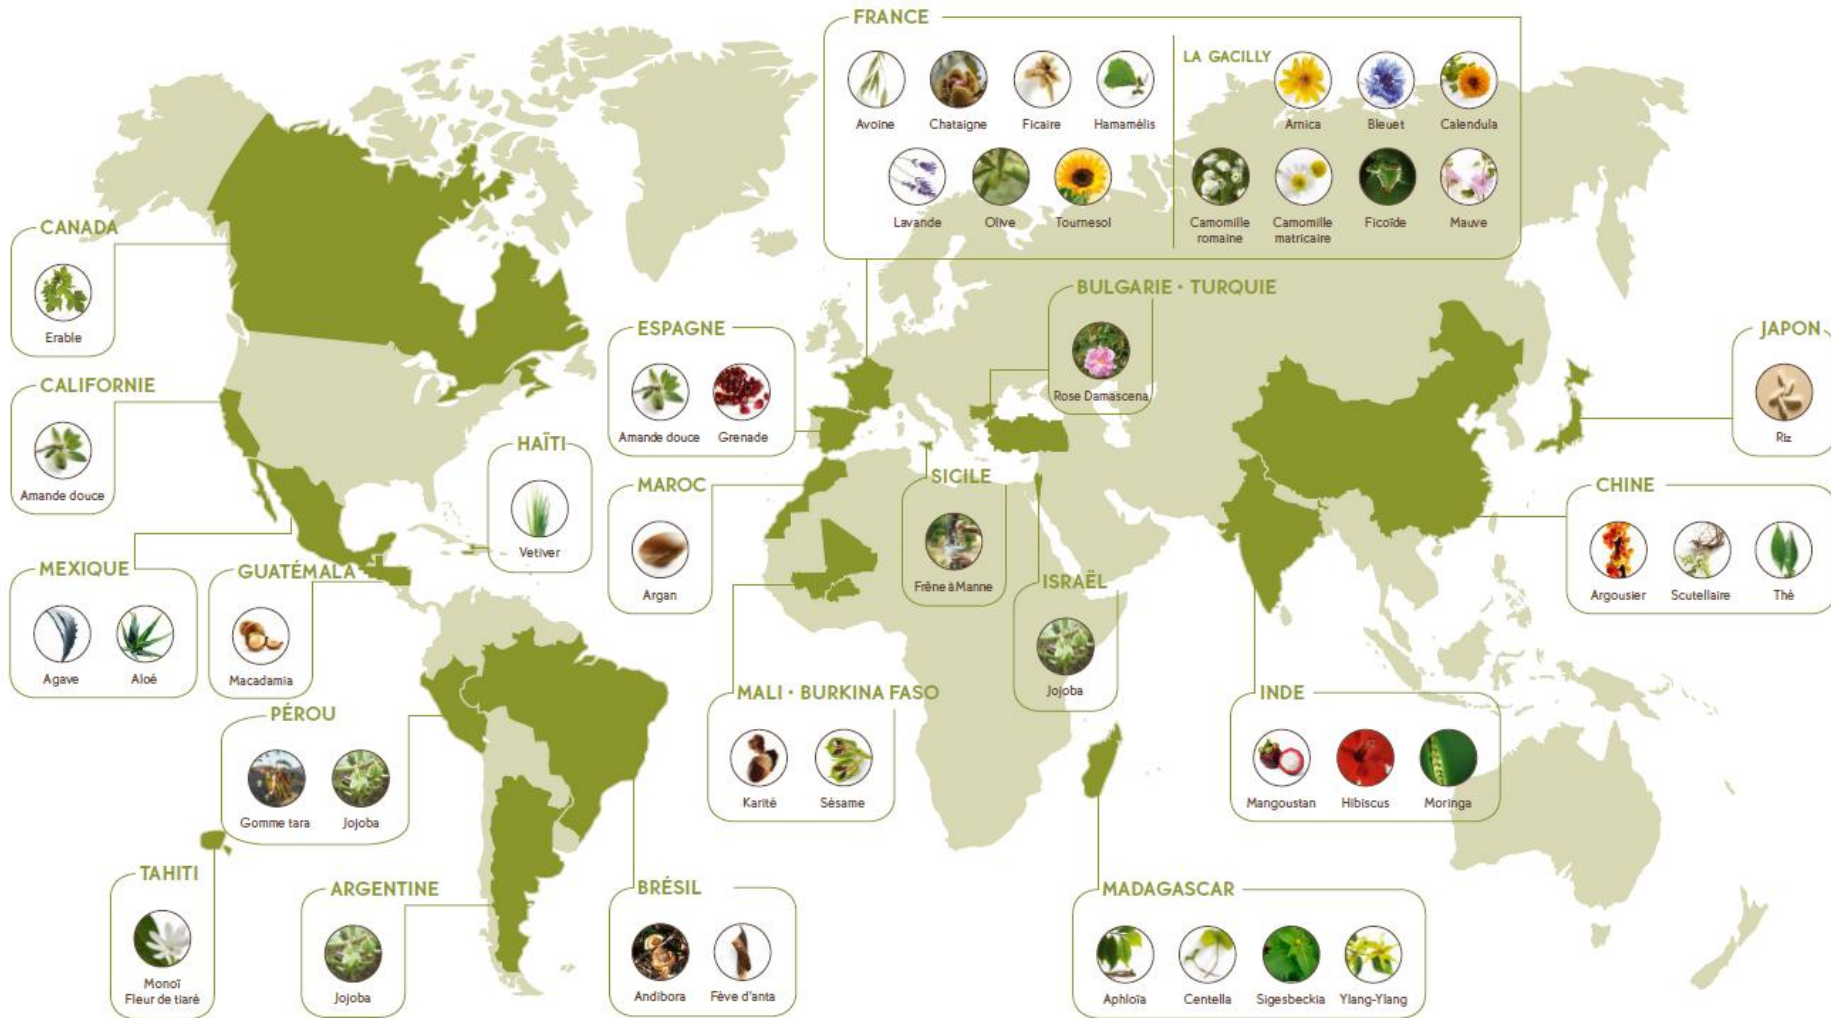 FRANCE
Avoine
Chataigne
Ficaire
Hamamélis
Lavande
Olive
Tournesol
LA GACILLY
Arnica
Bleuet
Calendula
Camomille
romaine
Camomille
matricaire
Ficoïde
Mauve
CANADA
Erable
CALIFORNIE
Amande douce
MEXIQUE
Agave
Aloé
GUATÉMALA
Macadamia
HAÏTI
Vetiver
PÉROU
Gomme tara
Jojoba
TAHITI
Monoï
Fleur de tiaré
ARGENTINE
Jojoba
BRÉSIL
Andibora
Fève d'anta
ESPAGNE
Amande douce
Grenade
MAROC
Argan
MALI • BURKINA FASO
Karité
Sésame
SICILE
Frêne à Manne
BULGARIE • TURQUIE
Rose Damascena
ISRAËL
Jojoba
MADAGASCAR
Aphloïa
Centella
Sigesbeckia
Ylang-Ylang
INDE
Mangoustan
Hibiscus
Moringa
CHINE
Argousier
Scutellaire
Thé
JAPON
Riz